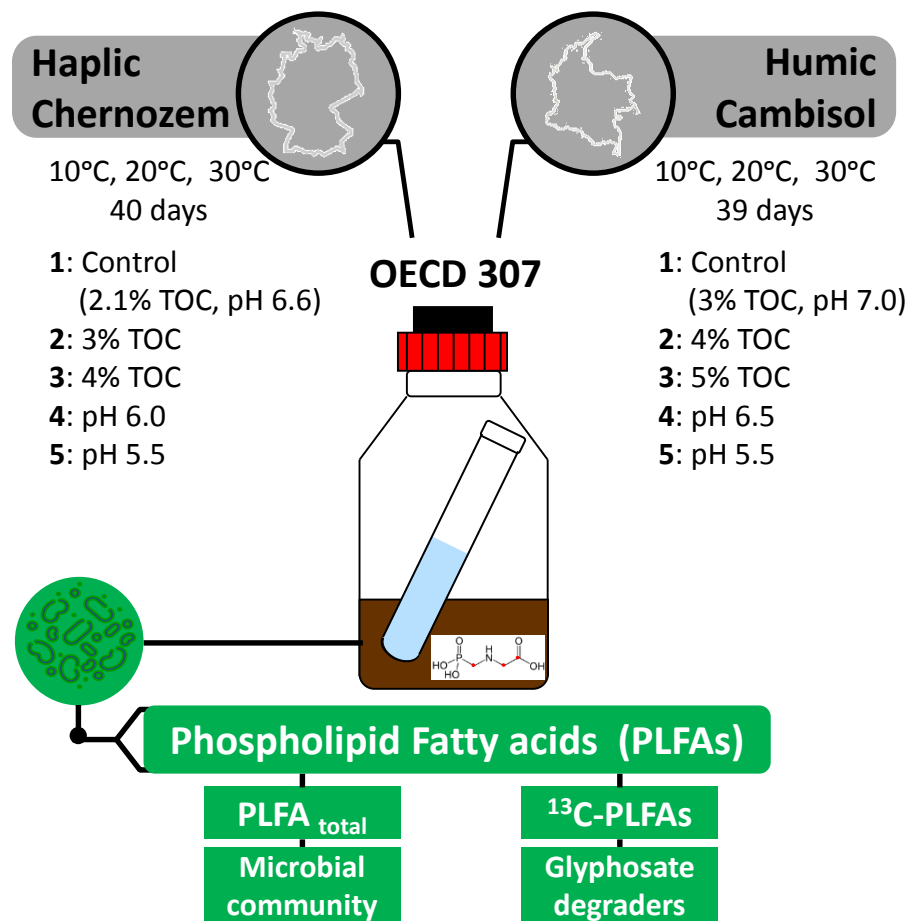 Haplic
Chernozem
10°C, 20°C, 30°C
40 days
1: Control
(2.1% TOC, pH 6.6)
2: 3% TOC
3: 4% TOC
4: pH 6.0
5: pH 5.5
Humic
Cambisol
10°C, 20°C, 30°C
39 days
1: Control
(3% TOC, pH 7.0)
2: 4% TOC
3: 5% TOC
4: pH 6.5
5: pH 5.5
OECD 307
O
HO
P
HO
H
N
O
OH
Phospholipid Fatty acids (PLFAs)
PLFA total
Microbial
community
¹³C-PLFAs
Glyphosate
degraders